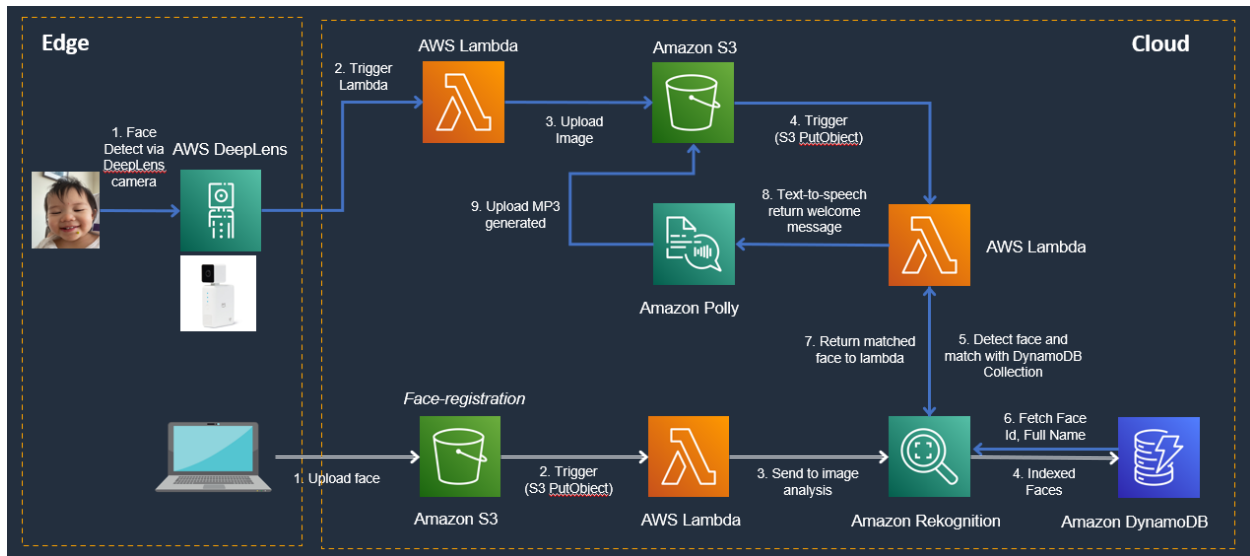 Edge
Cloud
AWS Lambda
Amazon S3
2. Trigger
Lambda
3. Upload
Image
4. Trigger
(S3 PutObject)
1. Face
Detect via
DeepLens
camera
AWS DeepLens
9. Upload MP3
generated
8. Text-to-speech
return welcome
message
AWS Lambda
Amazon Polly
7. Return matched
face to lambda
5. Detect face and
match with DynamoDB
Collection
Face-registration
6. Fetch Face
Id, Full Name
1. Upload face
2. Trigger
(S3 PutObject)
3. Send to image
analysis
4. Indexed
Faces
Amazon S3
AWS Lambda
Amazon Rekognition
Amazon DynamoDB